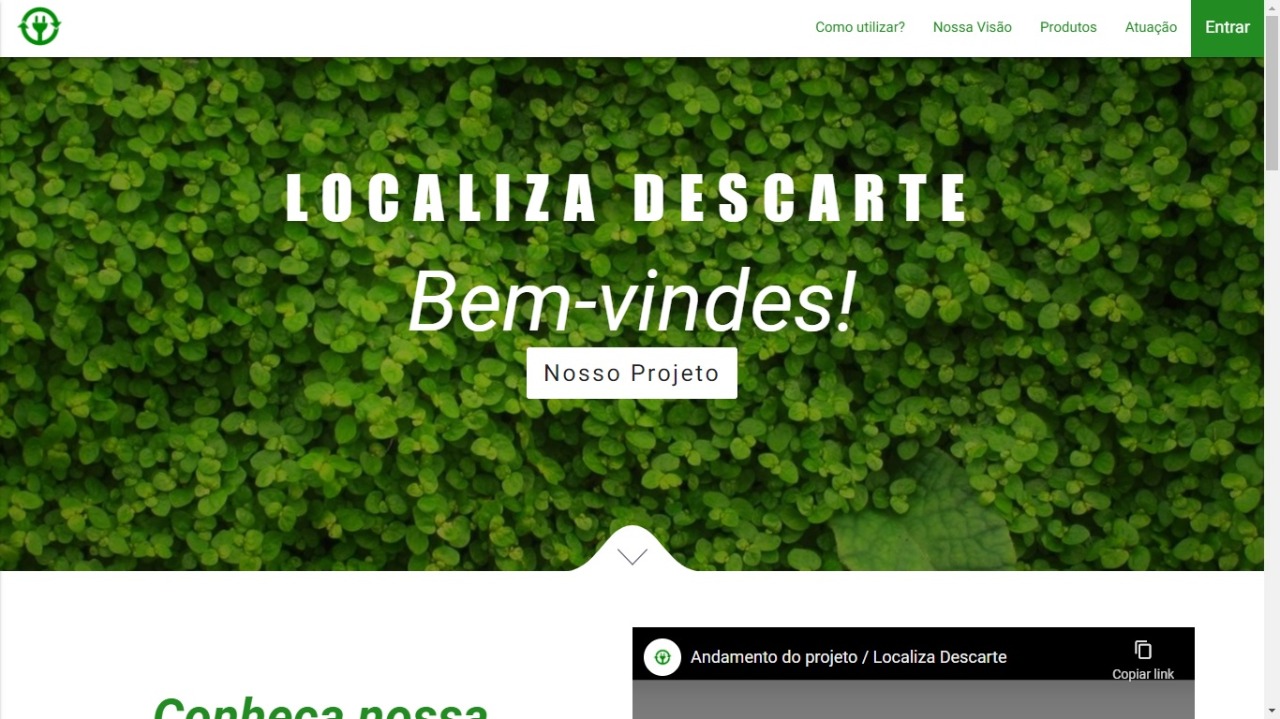 Como utilizar? Nossa Visão Produtos Atuação Entrar
LOCALIZA DESCARTE
Bem-vindes!
Nosso Projeto
Andamento do projeto / Localiza Descarte
Copiar link
Conheça nossa